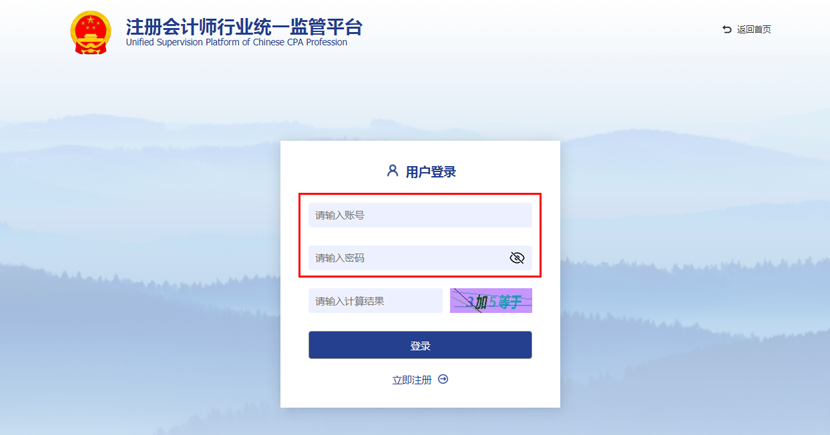 注册会计师行业统一监管平台
Unified Supervision Platform of Chinese CPA Profession
返回首页
用户登录
请输入账号
请输入密码
请输入计算结果
3加5等于
登录
立即注册